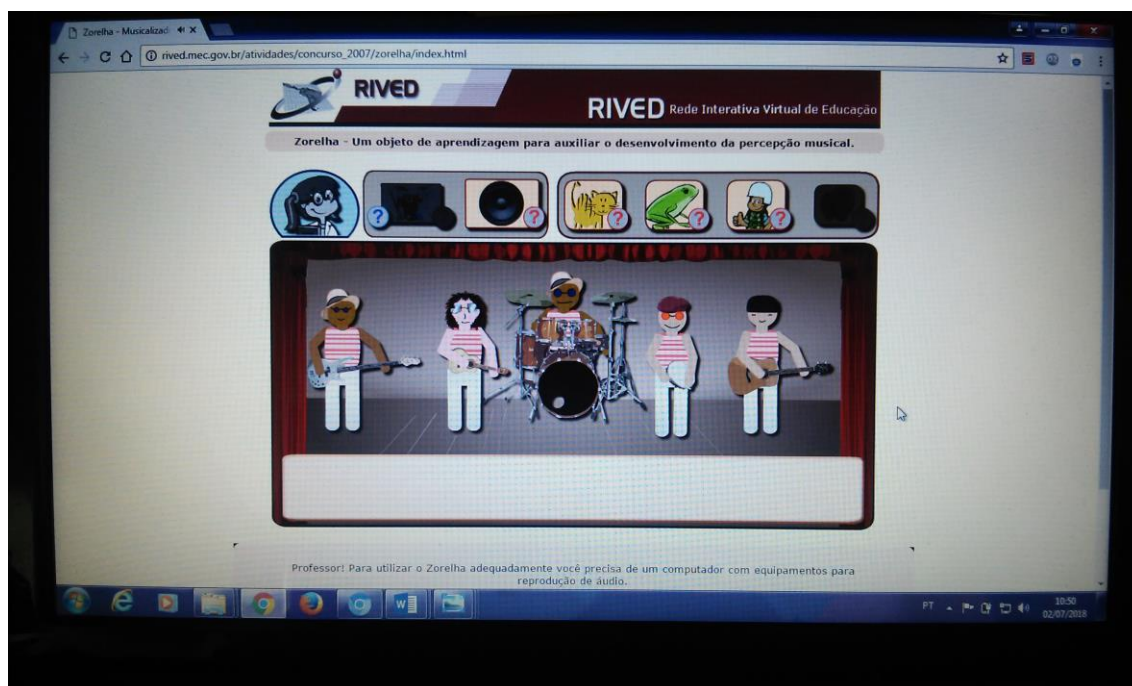 Zorelha - Musicalizad
rived.mec.gov.br/atividades/concurso_2007/zorelha/index.html
RIVED
RIVED Rede Interativa Virtual de Educação
Zorelha - Um objeto de aprendizagem para auxiliar o desenvolvimento da percepção musical.
? ? ? ? ?
Professor! Para utilizar o Zorelha adequadamente você precisa de um computador com equipamentos para
reprodução de áudio.
PT
10:50
02/07/2018